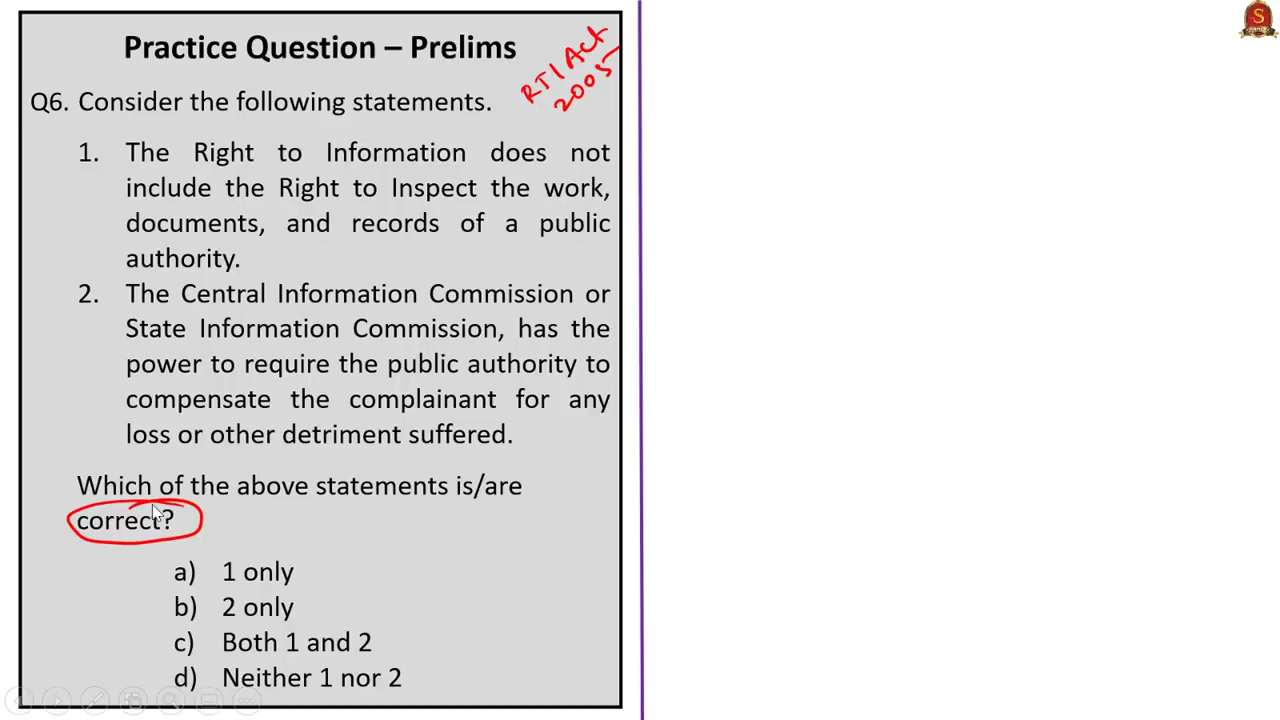 Practice Question – Prelims
RTI Act
2005
Q6. Consider the following statements.
1. The Right to Information does not
include the Right to Inspect the work,
documents, and records of a public
authority.
2. The Central Information Commission or
State Information Commission, has the
power to require the public authority to
compensate the complainant for any
loss or other detriment suffered.
Which of the above statements is/are
correct?
a) 1 only
b) 2 only
c) Both 1 and 2
d) Neither 1 nor 2
S